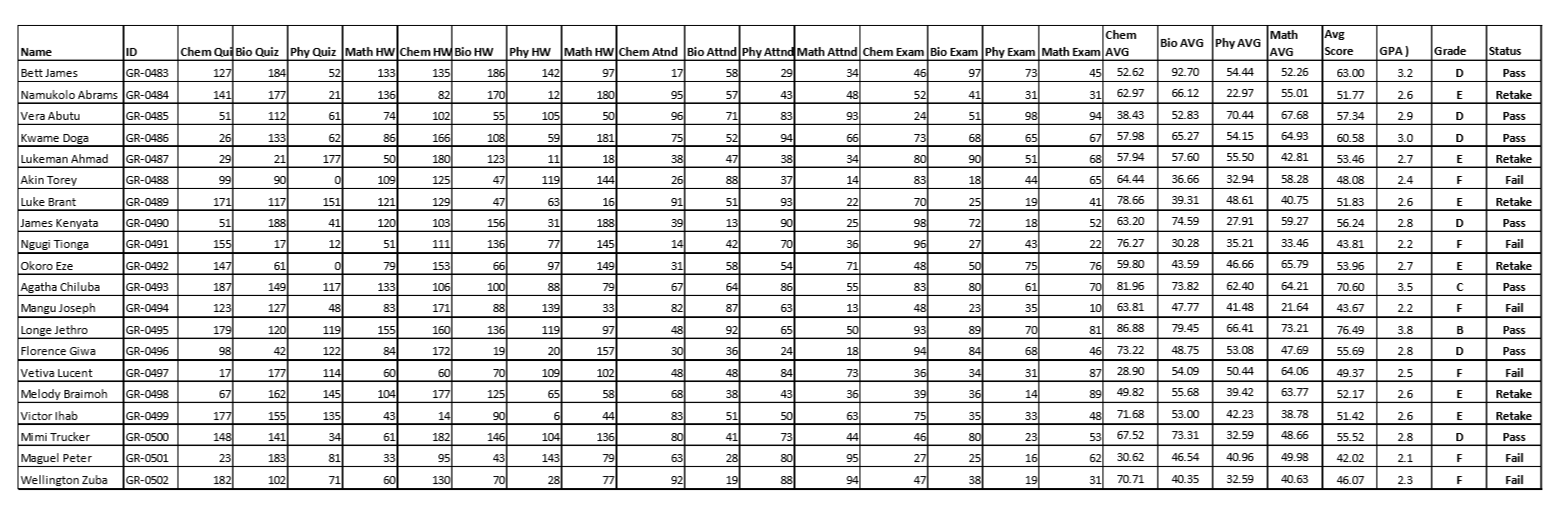 Name ID Chem Qui Bio Quiz Phy Quiz Math HW Chem HW Bio HW Phy HW Math HW Chem Atnd Bio Attnd Phy Attnd Math Attnd Chem Exam Bio Exam Phy Exam Math Exam Chem AVG Bio AVG Phy AVG Math AVG Avg Score GPA ) Grade Status
Bett James GR-0483 127 184 52 133 135 186 142 97 17 58 29 34 46 97 73 45 52.62 92.70 54.44 52.26 63.00 3.2 D Pass
Namukolo Abrams GR-0484 141 177 21 136 82 170 12 180 95 57 43 48 52 41 31 31 62.97 66.12 22.97 55.01 51.77 2.6 E Retake
Vera Abutu GR-0485 51 112 61 74 102 55 105 50 96 71 83 93 24 51 98 94 38.43 52.83 70.44 67.68 57.34 2.9 D Pass
Kwame Doga GR-0486 26 133 62 86 166 108 59 181 75 52 94 66 73 68 65 67 57.98 65.27 54.15 64.93 60.58 3.0 D Pass
Lukeman Ahmad GR-0487 29 21 177 50 180 123 11 18 38 47 38 34 80 90 51 68 57.94 57.60 55.50 42.81 53.46 2.7 E Retake
Akin Torey GR-0488 99 90 0 109 125 47 119 144 26 88 37 14 83 18 44 65 64.44 36.66 32.94 58.28 48.08 2.4 F Fail
Luke Brant GR-0489 171 117 151 121 129 47 63 16 91 51 93 22 70 25 19 41 78.66 39.31 48.61 40.75 51.83 2.6 E Retake
James Kenyata GR-0490 51 188 41 120 103 156 31 188 39 13 90 25 98 72 18 52 63.20 74.59 27.91 59.27 56.24 2.8 D Pass
Ngugi Tionga GR-0491 155 17 12 51 111 136 77 145 14 42 70 36 96 27 43 22 76.27 30.28 35.21 33.46 43.81 2.2 F Fail
Okoro Eze GR-0492 147 61 0 79 153 66 97 149 31 58 54 71 48 50 75 76 59.80 43.59 46.66 65.79 53.96 2.7 E Retake
Agatha Chiluba GR-0493 187 149 117 133 106 100 88 79 67 64 86 55 83 80 61 70 81.96 73.82 62.40 64.21 70.60 3.5 C Pass
Mangu Joseph GR-0494 123 127 48 83 171 88 139 33 82 87 63 13 48 23 35 10 63.81 47.77 41.48 21.64 43.67 2.2 F Fail
Longe Jethro GR-0495 179 120 119 155 160 136 119 97 48 92 65 50 93 89 70 81 86.88 79.45 66.41 73.21 76.49 3.8 B Pass
Florence Giwa GR-0496 98 42 122 84 172 19 20 157 30 36 24 18 94 84 68 46 73.22 48.75 53.08 47.69 55.69 2.8 D Pass
Vetiva Lucent GR-0497 17 177 114 60 60 70 109 102 48 48 84 73 36 34 31 87 28.90 54.09 50.44 64.06 49.37 2.5 F Fail
Melody Braimoh GR-0498 67 162 145 104 177 125 65 58 68 38 43 36 39 36 14 89 49.82 55.68 39.42 63.77 52.17 2.6 E Retake
Victor Ihab GR-0499 177 155 135 43 14 90 6 44 83 51 50 63 75 35 33 48 71.68 53.00 42.23 38.78 51.42 2.6 E Retake
Mimi Trucker GR-0500 148 141 34 61 182 146 104 136 80 41 73 44 46 80 23 53 67.52 73.31 32.59 48.66 55.52 2.8 D Pass
Maguel Peter GR-0501 23 183 81 33 95 43 143 79 63 28 80 95 27 25 16 62 30.62 46.54 40.96 49.98 42.02 2.1 F Fail
Wellington Zuba GR-0502 182 102 71 60 130 70 28 77 92 19 88 94 47 38 19 31 70.71 40.35 32.59 40.63 46.07 2.3 F Fail